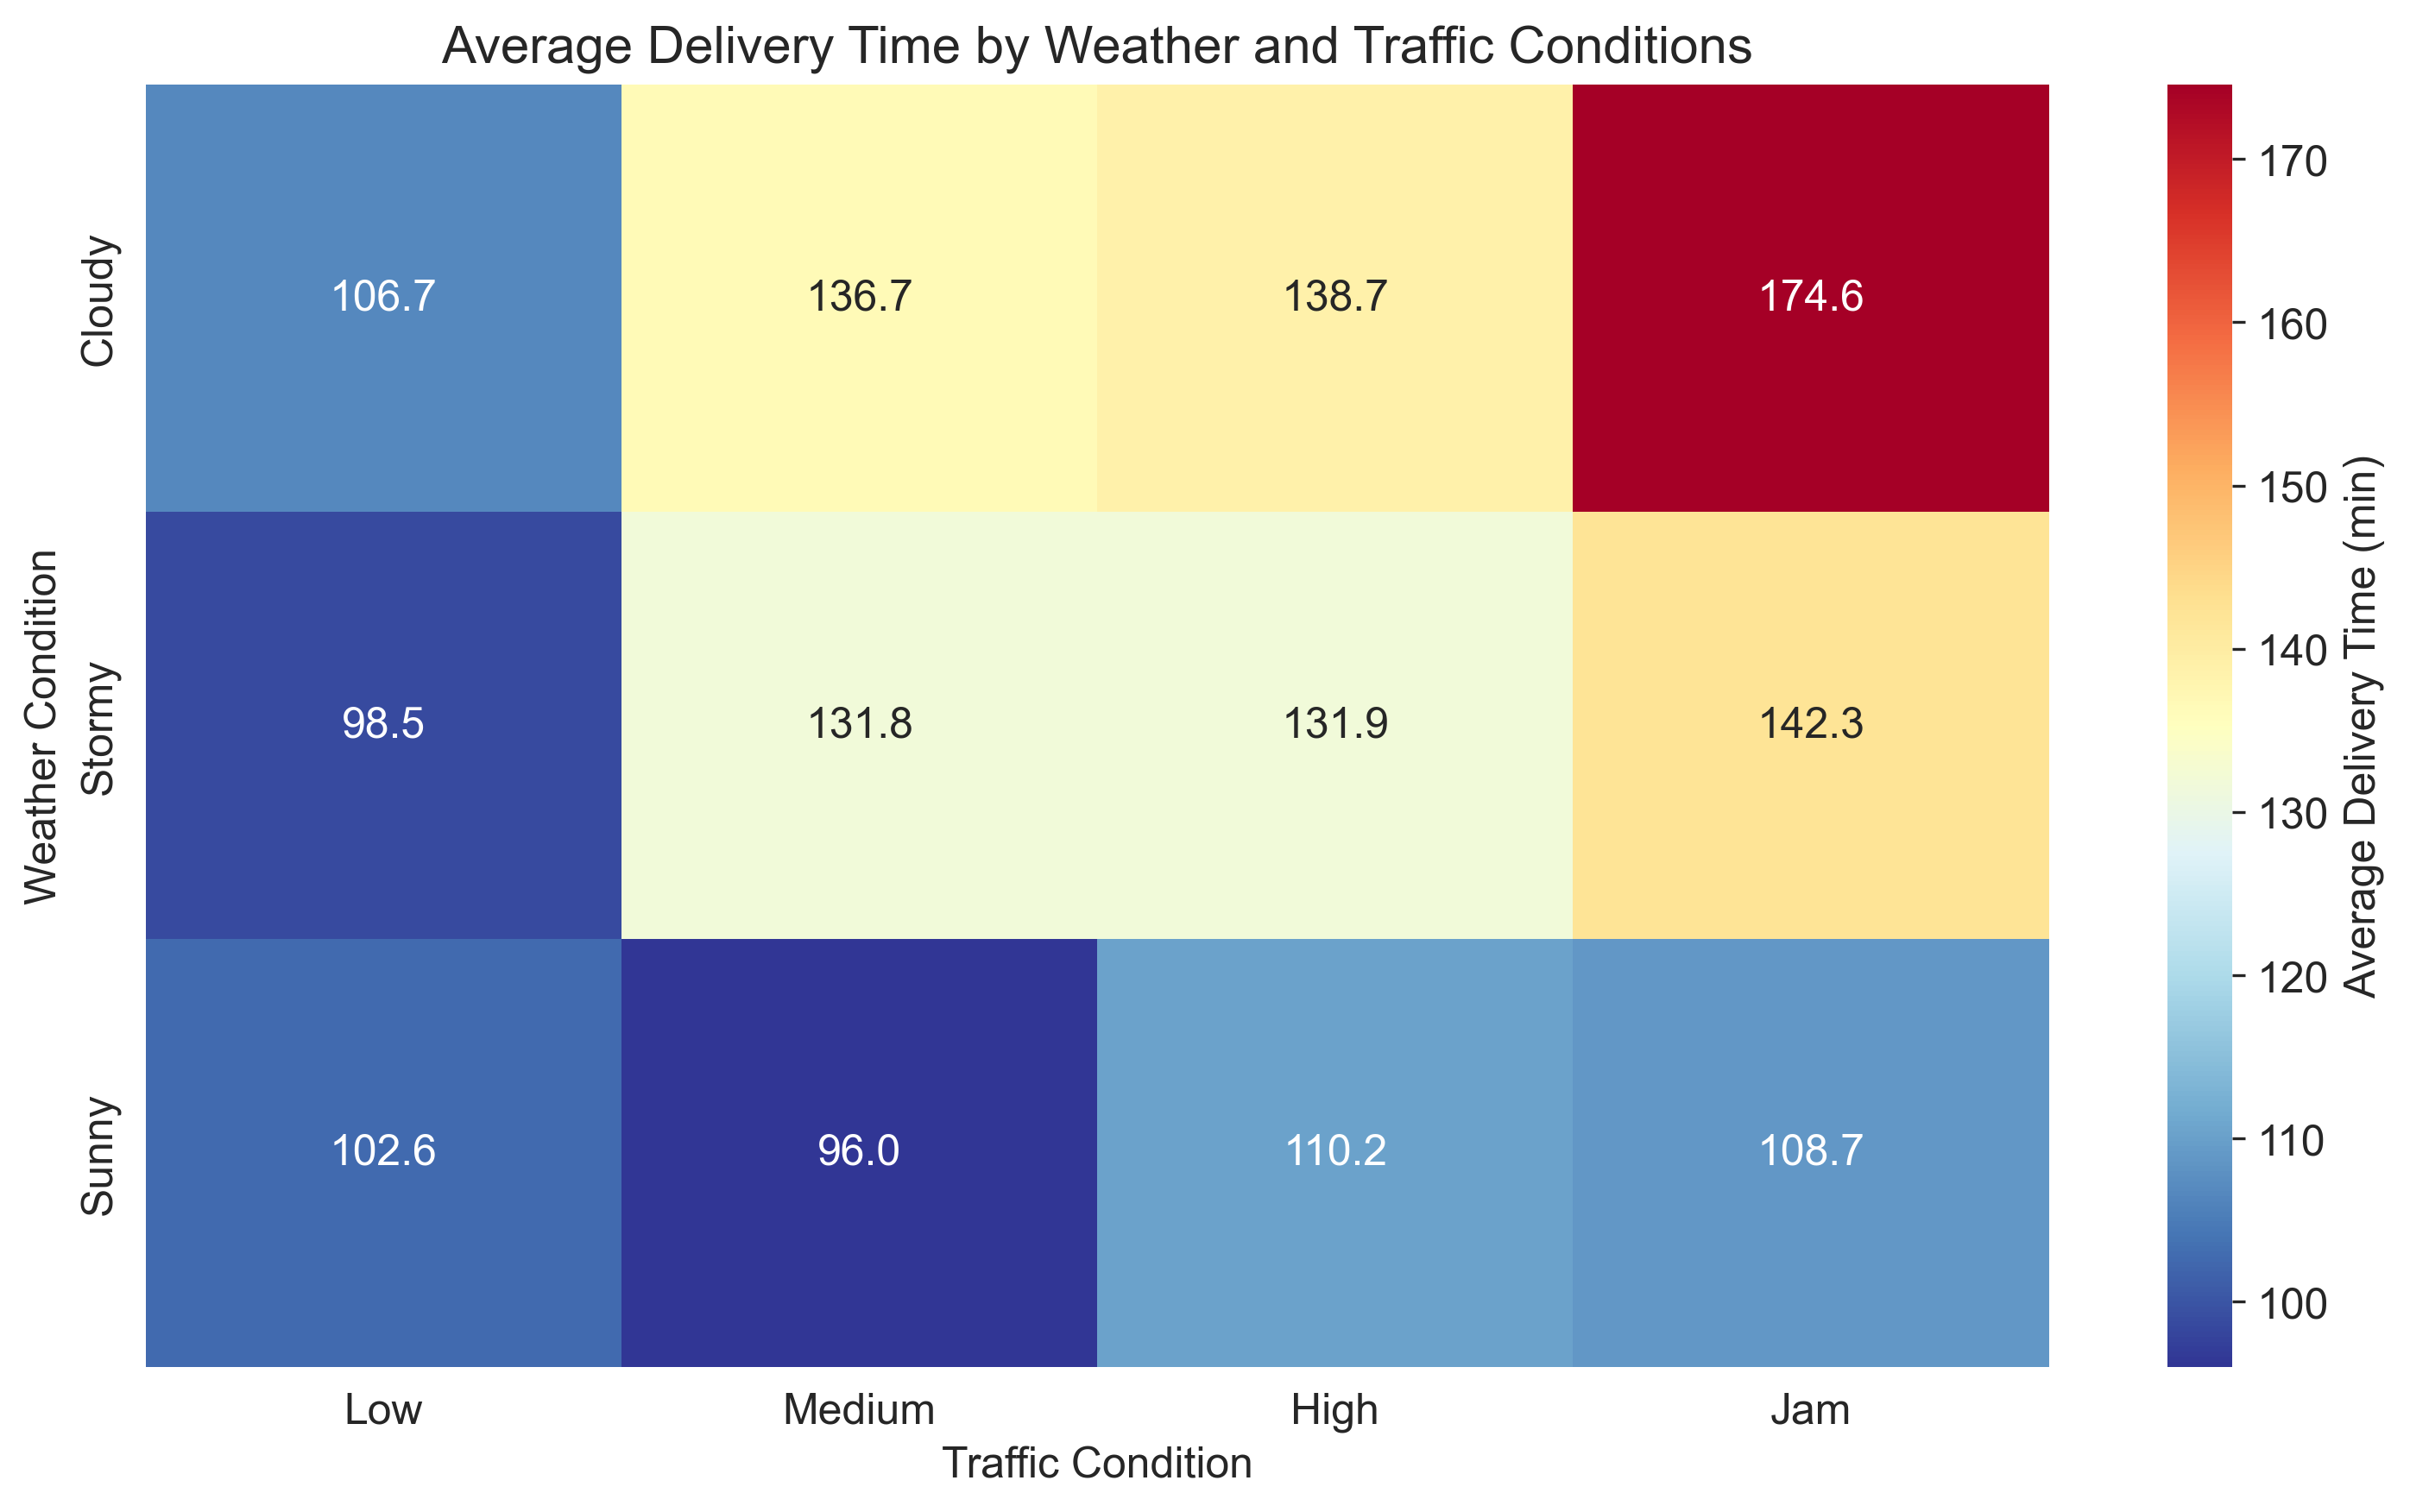 Average Delivery Time by Weather and Traffic Conditions
Weather Condition
Cloudy
106.7
136.7
138.7
174.6
Stormy
98.5
131.8
131.9
142.3
Sunny
102.6
96.0
110.2
108.7
Low
Medium
High
Jam
Traffic Condition
170
160
150
140
130
120
110
100
Average Delivery Time (min)